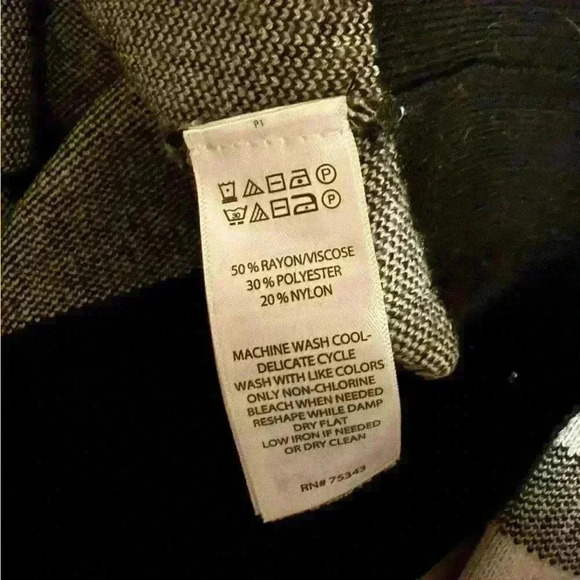 P1
P
30 P
50 % RAYON/VISCOSE
30 % POLYESTER
20 % NYLON
MACHINE WASH COOL-
DELICATE CYCLE
WASH WITH LIKE COLORS
ONLY NON-CHLORINE
BLEACH WHEN NEEDED
RESHAPE WHILE DAMP
DRY FLAT
LOW IRON IF NEEDED
OR DRY CLEAN
RN# 75343